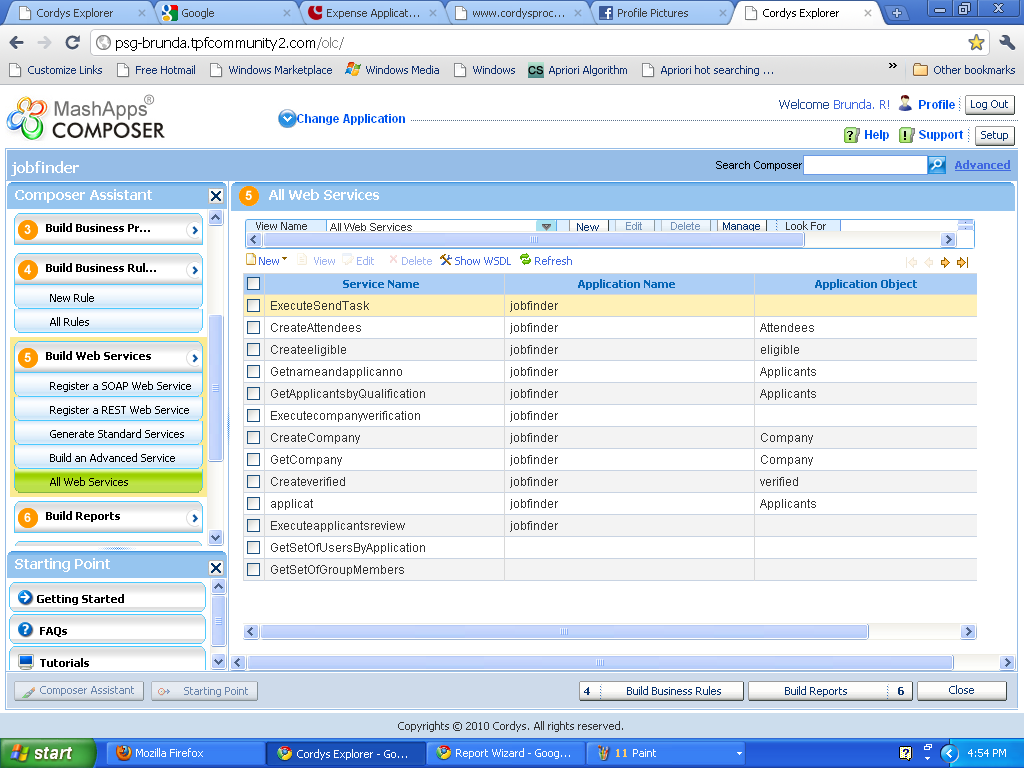 Cordys Explorer
Google
Expense Applicat...
www.cordysproc...
Profile Pictures
Cordys Explorer
psg-brunda.tpfcommunity2.com/olc/
Customize Links
Free Hotmail
Windows Marketplace
Windows Media
Windows
CS Apriori Algorithm
Apriori hot searching ...
»
Other bookmarks
MashApps®
COMPOSER
Change Application
Welcome Brunda. R!
Profile
Log Out
Help
Support
Setup
jobfinder
Search Composer
Advanced
Composer Assistant
3 Build Business Pr...
4 Build Business Rul...
New Rule
All Rules
5 Build Web Services
Register a SOAP Web Service
Register a REST Web Service
Generate Standard Services
Build an Advanced Service
All Web Services
6 Build Reports
Starting Point
Getting Started
FAQs
Tutorials
5 All Web Services
View Name All Web Services New Edit Delete Manage Look For
New View Edit Delete Show WSDL Refresh
Service Name Application Name Application Object
ExecuteSendTask jobfinder
CreateAttendees jobfinder Attendees
Createeligible jobfinder eligible
Getnameandapplicanno jobfinder Applicants
GetApplicantsbyQualification jobfinder Applicants
Executecompanyverification jobfinder
CreateCompany jobfinder Company
GetCompany jobfinder Company
Createverified jobfinder verified
applicat jobfinder Applicants
Executeapplicantsreview jobfinder
GetSetOfUsersByApplication
GetSetOfGroupMembers
Composer Assistant
Starting Point
4 Build Business Rules
Build Reports 6
Close
Copyrights © 2010 Cordys. All rights reserved.
start
Mozilla Firefox
Cordys Explorer - Go...
Report Wizard - Goog...
11 Paint
4:54 PM